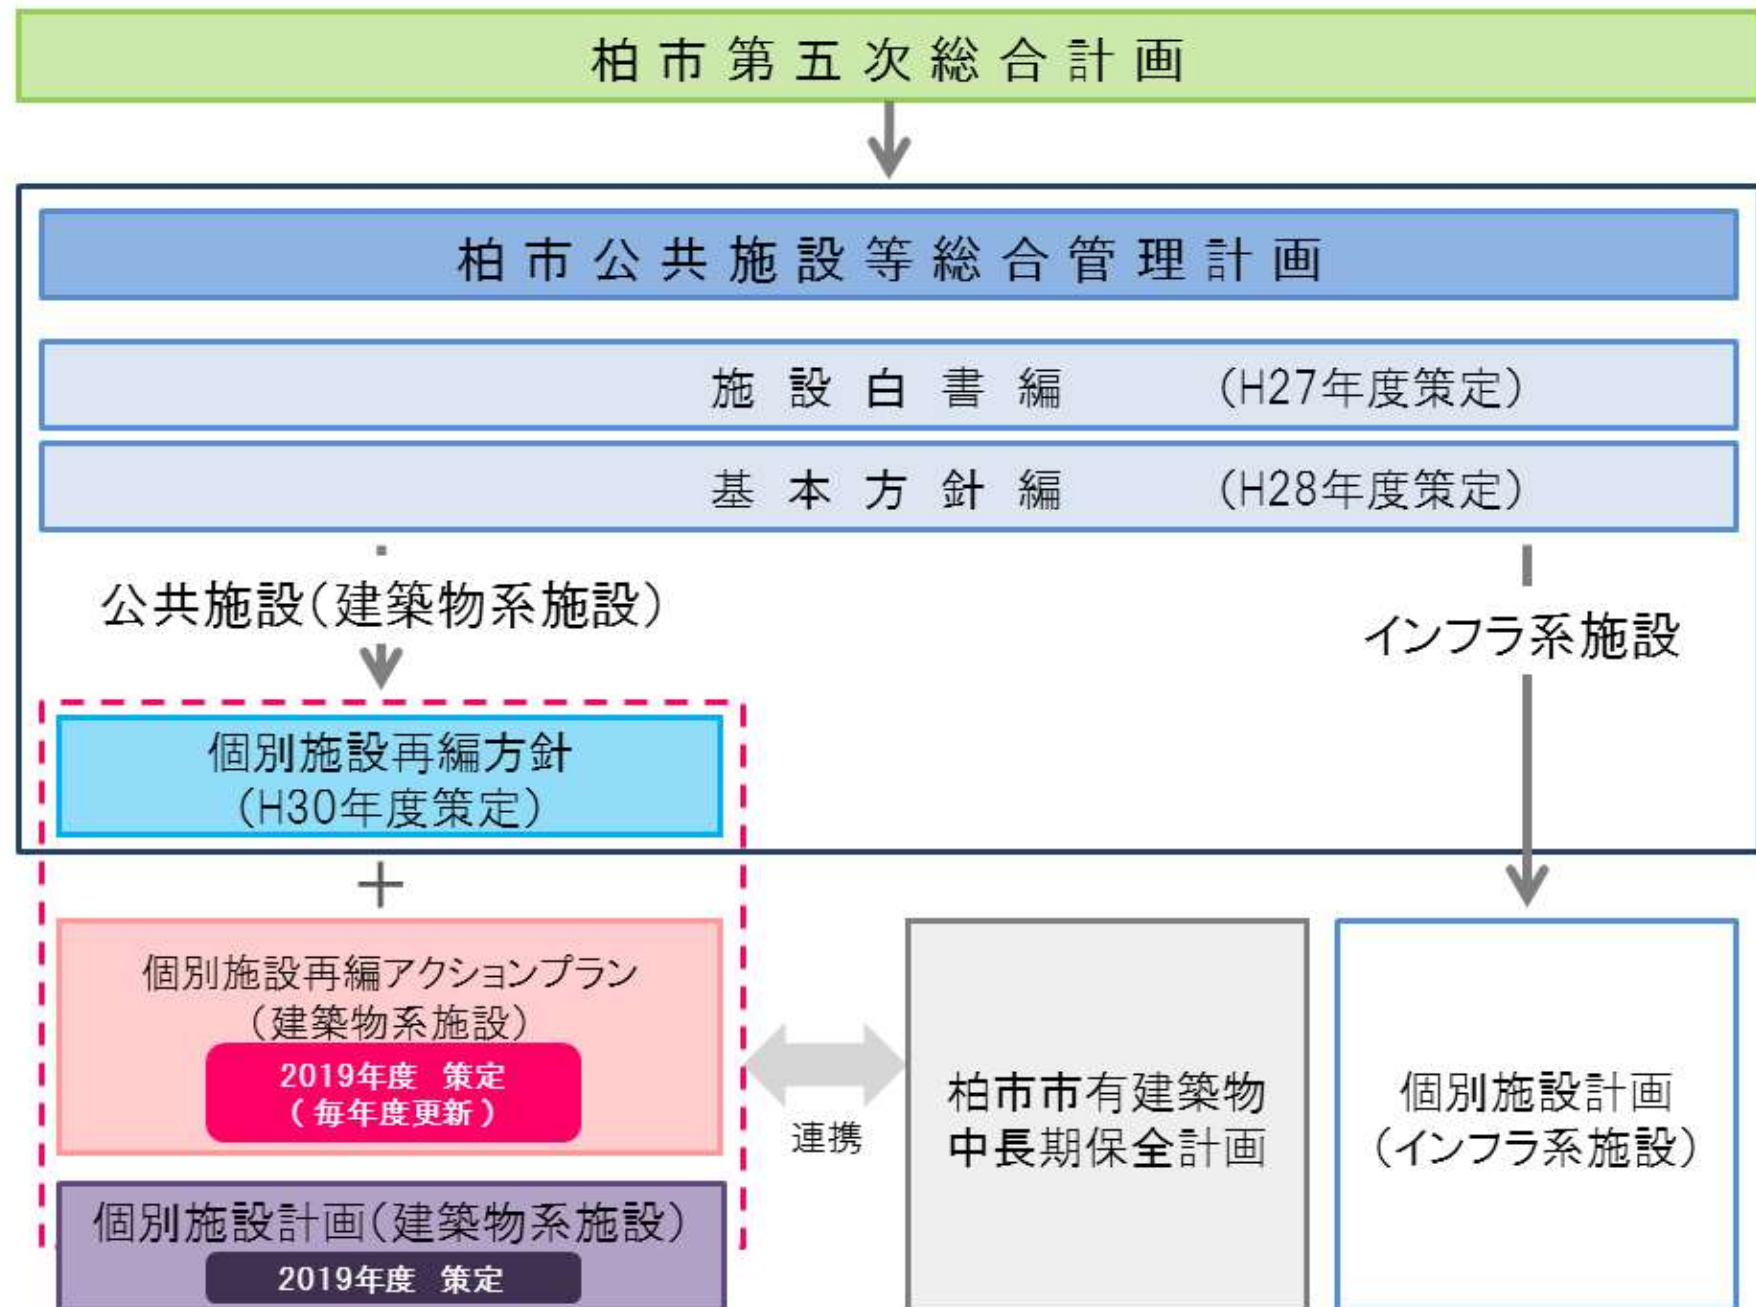 柏市第五次総合計画
柏市公共施設等総合管理計画
施設白書編 (H27年度策定)
基本方針編 (H28年度策定)
公共施設(建築物系施設)
インフラ系施設
個別施設再編方針
(H30年度策定)
+
個別施設再編アクションプラン
(建築物系施設)
2019年度 策定
(毎年度更新)
連携
柏市市有建築物
中長期保全計画
個別施設計画
(インフラ系施設)
個別施設計画(建築物系施設)
2019年度 策定